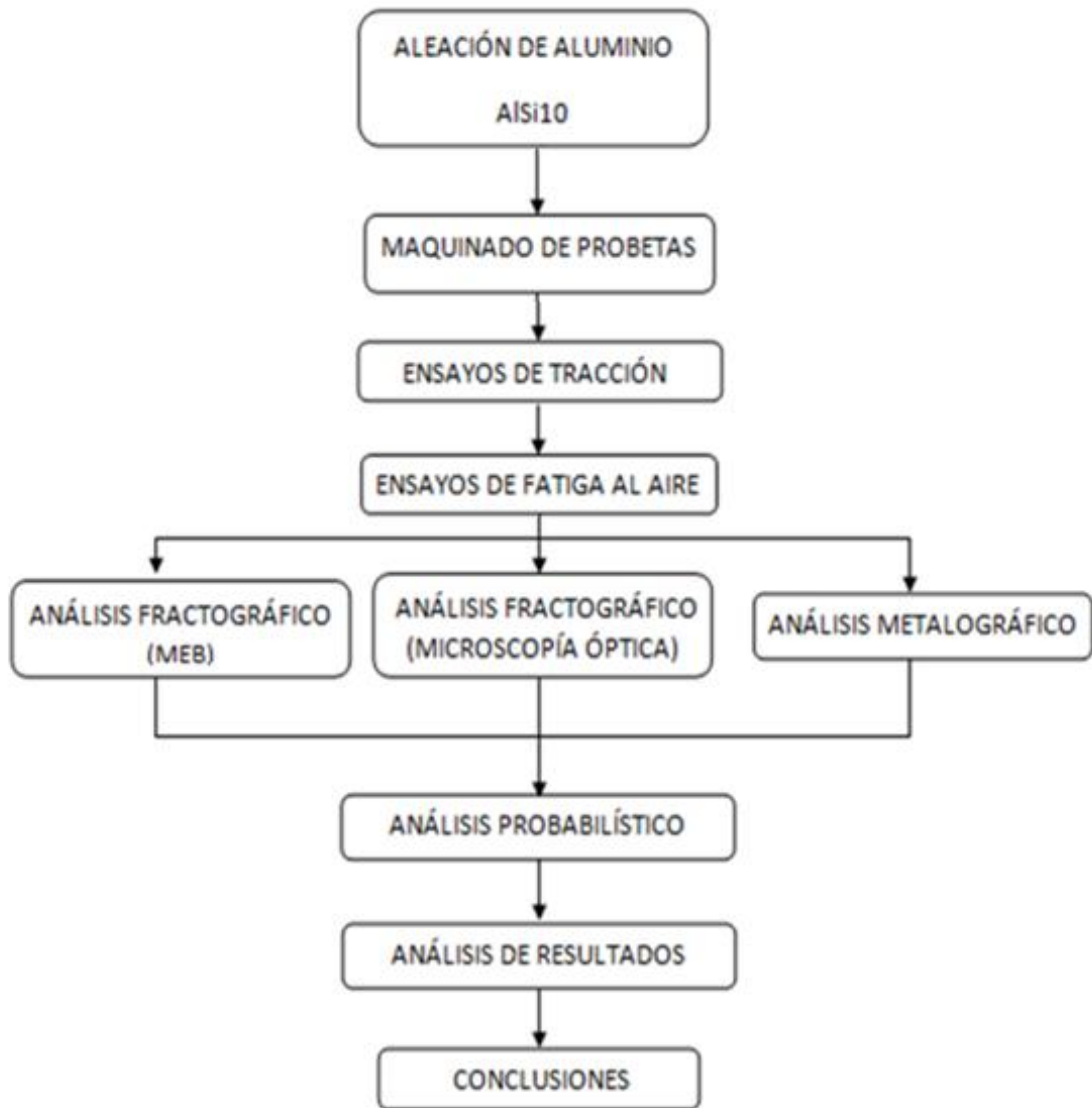 ALEACIÓN DE ALUMINIO
AlSi10
MAQUINADO DE PROBETAS
ENSAYOS DE TRACCIÓN
ENSAYOS DE FATIGA AL AIRE
ANÁLISIS FRACTOGRÁFICO
(MEB)
ANÁLISIS FRACTOGRÁFICO
(MICROSCOPÍA ÓPTICA)
ANÁLISIS METALOGRÁFICO
ANÁLISIS PROBABILÍSTICO
ANÁLISIS DE RESULTADOS
CONCLUSIONES